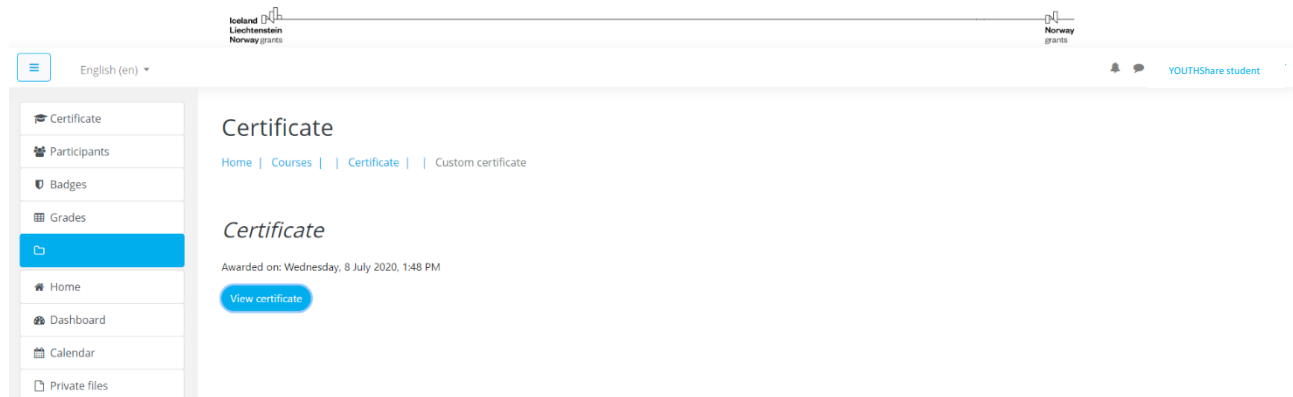 Iceland
Liechtenstein
Norway grants
Norway
grants
English (en)
YOUTHShare student
Certificate
Participants
Badges
Grades
Home
Dashboard
Calendar
Private files
Certificate
Home | Courses | | Certificate | | Custom certificate
Certificate
Awarded on: Wednesday, 8 July 2020, 1:48 PM
View certificate